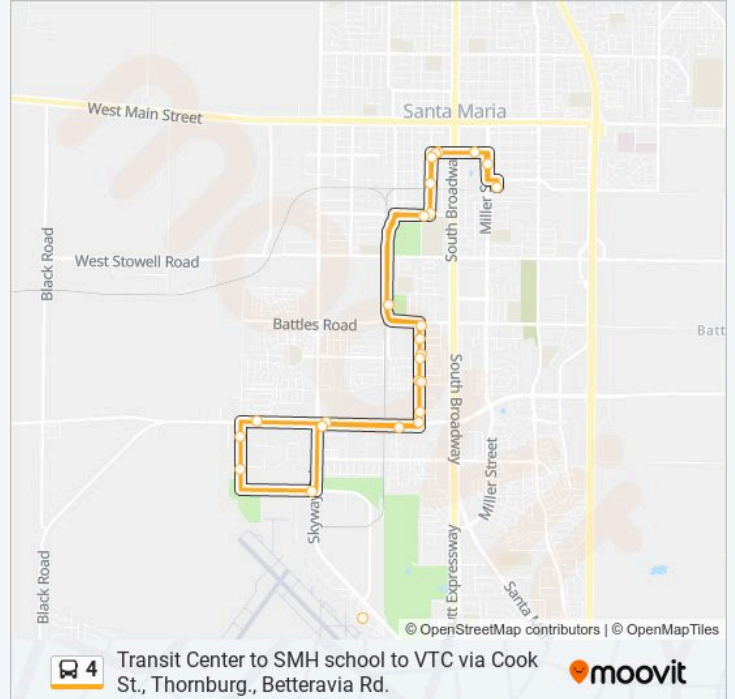 West Main Street
Santa Maria
South Broadwa
Miller S
Black Road
West Stowell Road
Battles Road
Batt
South Broadway
Miller Street
Skyway
Black Road
tt Expressway
Santa M
© OpenStreetMap contributors | © OpenMapTiles
4
Transit Center to SMH school to VTC via Cook
St., Thornburg., Betteravia Rd.
moovit